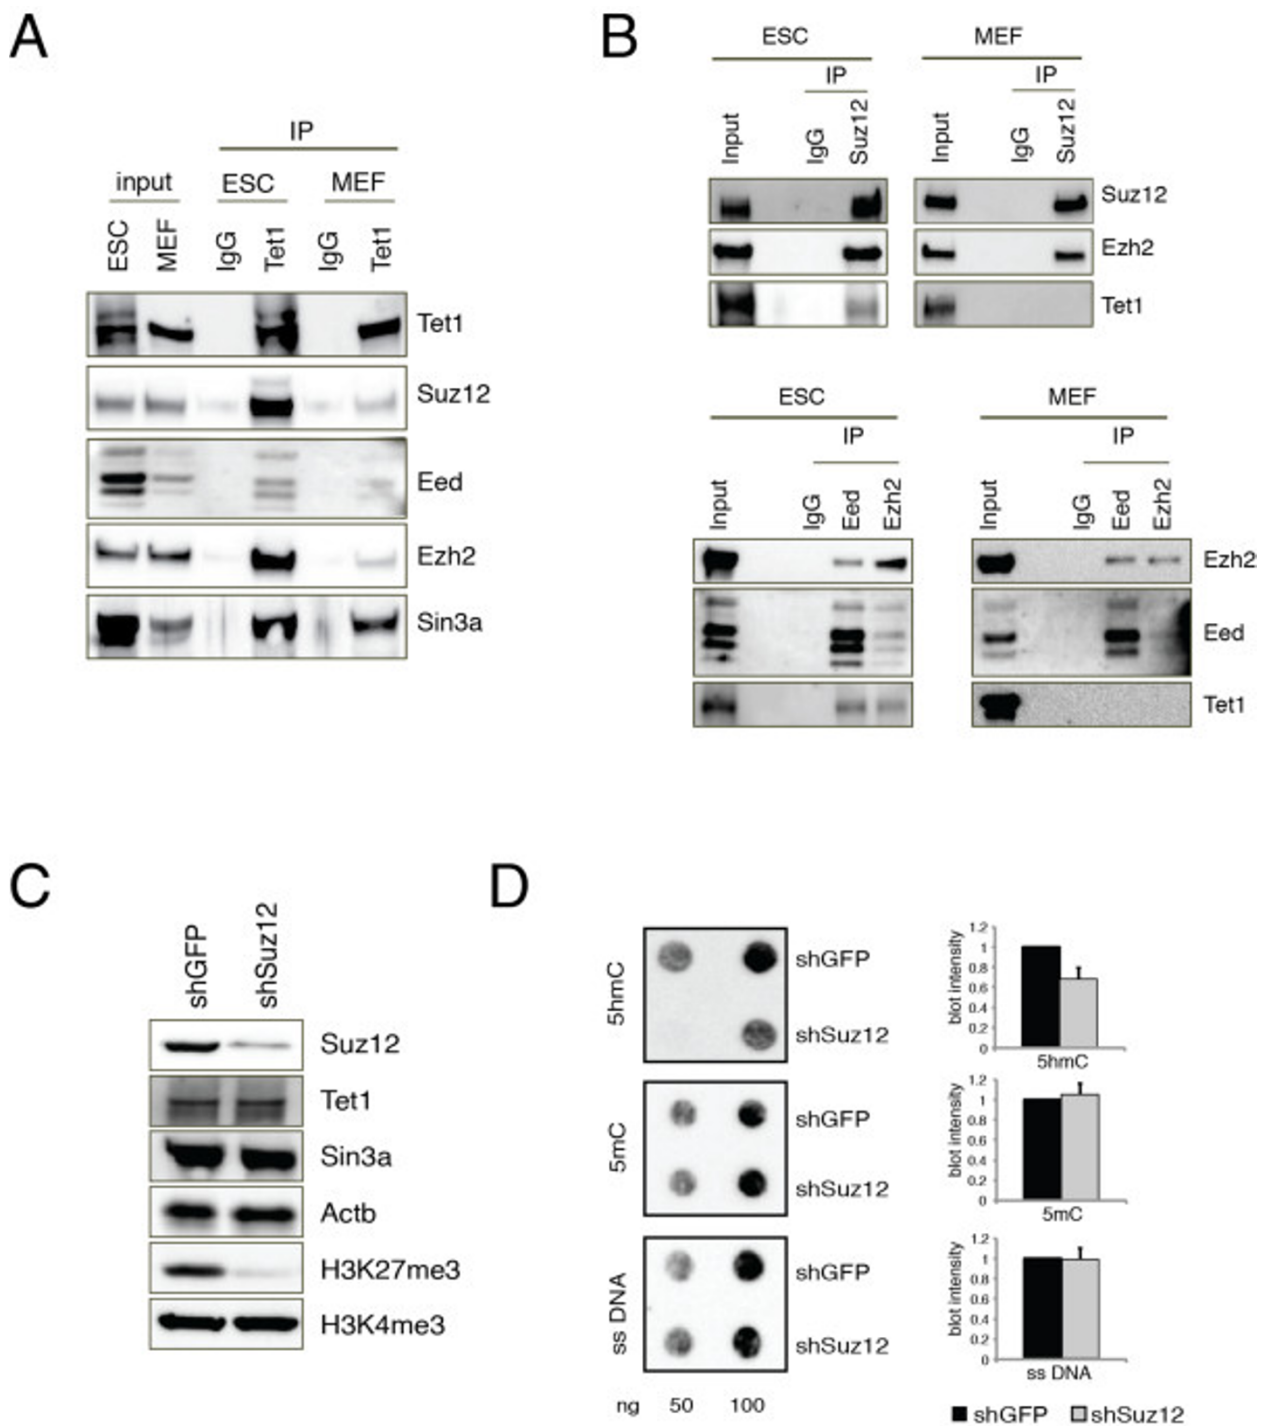 A
IP
input ESC MEF
ESC MEF IgG Tet1 IgG Tet1
Tet1
Suz12
Eed
Ezh2
Sin3a
B
ESC MEF
IP IP
Input IgG Suz12 Input IgG Suz12
Suz12
Ezh2
Tet1
ESC MEF
IP IP
Input IgG Eed Ezh2 Input IgG Eed Ezh2
Ezh2
Eed
Tet1
C
shGFP shSuz12
Suz12
Tet1
Sin3a
Actb
H3K27me3
H3K4me3
D
5hmC
shGFP
shSuz12
5mC
shGFP
shSuz12
ss DNA
shGFP
shSuz12
ng 50 100
blot intensity
1.2
1
0.8
0.6
0.4
0.2
0
5hmC
blot intensity
1.2
1
0.8
0.6
0.4
0.2
0
5mC
blot intensity
1.2
1
0.8
0.6
0.4
0.2
0
ss DNA
shGFP shSuz12